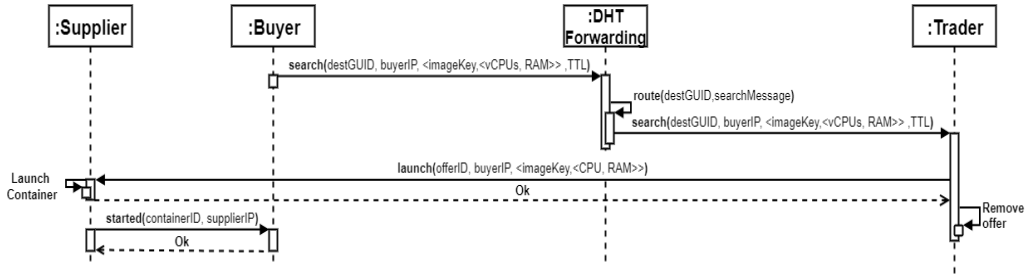 :Supplier
:Buyer
:DHT
Forwarding
:Trader
search(destGUID, buyerIP, <imageKey,<vCPUs, RAM>> ,TTL)
route(destGUID,searchMessage)
search(destGUID, buyerIP, <imageKey,<vCPUs, RAM>> ,TTL)
launch(offerID, buyerIP, <imageKey,<CPU, RAM>>)
Launch
Container
Ok
Remove
offer
started(containerID, supplierIP)
Ok